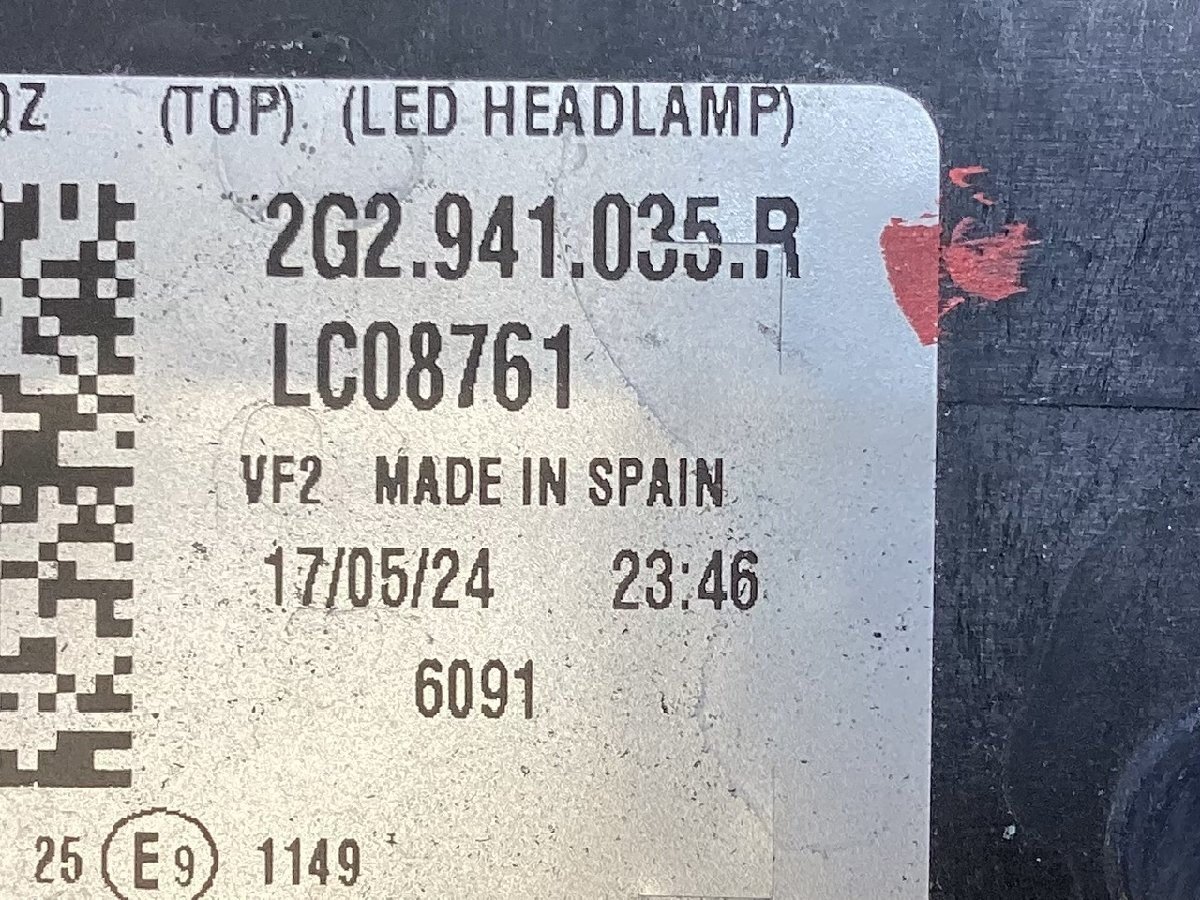 QZ (TOP) (LED HEADLAMP)
2G2.941.035.R
LC08761
VF2 MADE IN SPAIN
17/05/24 23:46
6091
25 E9 1149